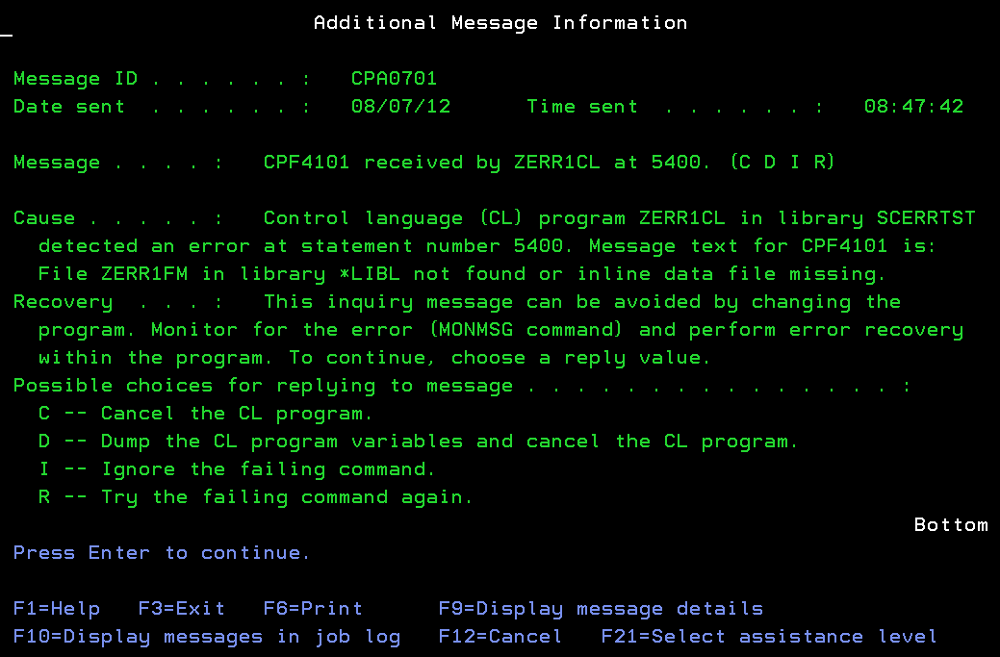 Additional Message Information
Message ID . . . . . . :   CPA0701
Date sent  . . . . . . :   08/07/12      Time sent  . . . . . . :   08:47:42
Message . . . . :   CPF4101 received by ZERR1CL at 5400. (C D I R)
Cause . . . . . :   Control language (CL) program ZERR1CL in library SCERRTST
detected an error at statement number 5400. Message text for CPF4101 is:
File ZERR1FM in library *LIBL not found or inline data file missing.
Recovery  . . . :   This inquiry message can be avoided by changing the
program. Monitor for the error (MONMSG command) and perform error recovery
within the program. To continue, choose a reply value.
Possible choices for replying to message . . . . . . . . . . . . . . . :
C -- Cancel the CL program.
D -- Dump the CL program variables and cancel the CL program.
I -- Ignore the failing command.
R -- Try the failing command again.
Bottom
Press Enter to continue.
F1=Help   F3=Exit   F6=Print      F9=Display message details
F10=Display messages in job log   F12=Cancel   F21=Select assistance level